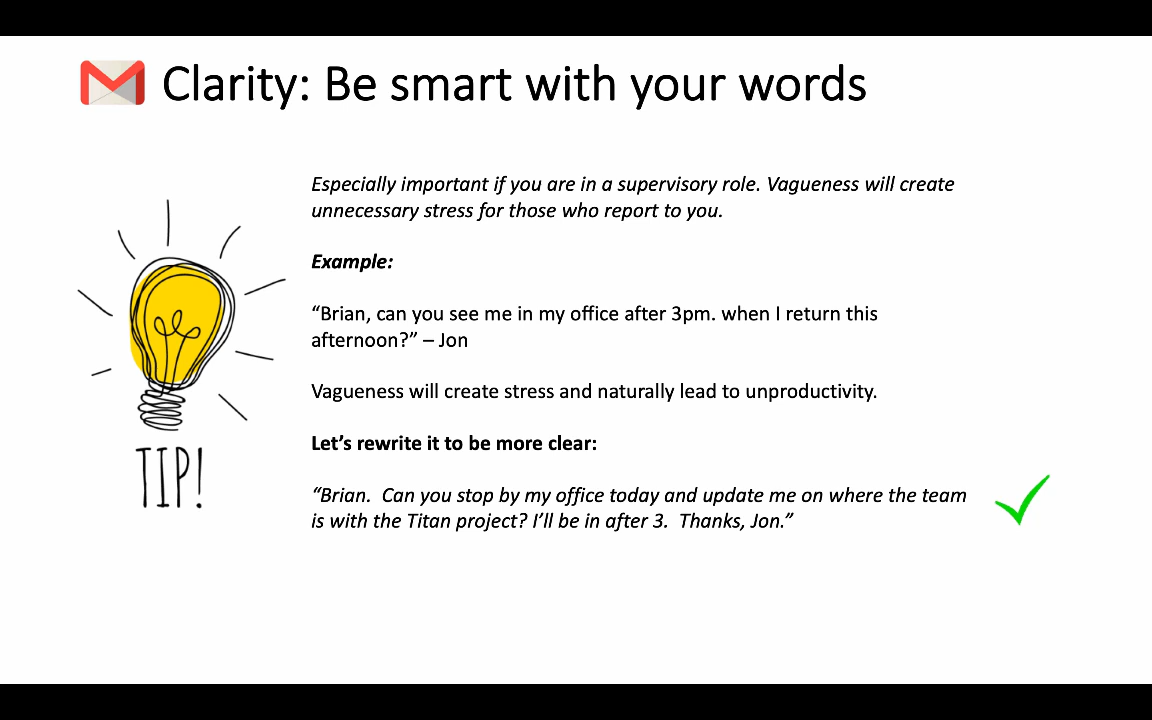 Clarity: Be smart with your words
Especially important if you are in a supervisory role. Vagueness will create
unnecessary stress for those who report to you.
Example:
“Brian, can you see me in my office after 3pm. when I return this
afternoon?” – Jon
Vagueness will create stress and naturally lead to unproductivity.
Let’s rewrite it to be more clear:
“Brian.  Can you stop by my office today and update me on where the team
is with the Titan project? I’ll be in after 3.  Thanks, Jon.”
TIP!